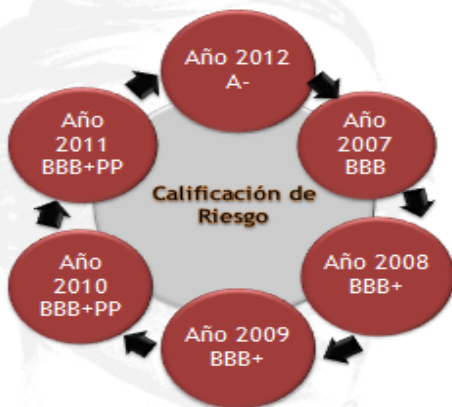 Año 2012
A-
Año
2007
BBB
Año 2008
BBB+
Año 2009
BBB+
Año
2010
BBB+PP
Año
2011
BBB+PP
Calificación de
Riesgo